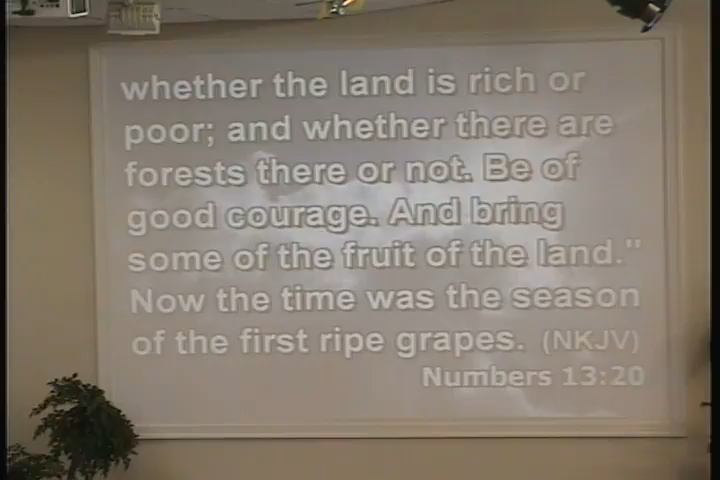 whether the land is rich or
poor; and whether there are
forests there or not. Be of
good courage. And bring
some of the fruit of the land."
Now the time was the season
of the first ripe grapes. (NKJV)
Numbers 13:20